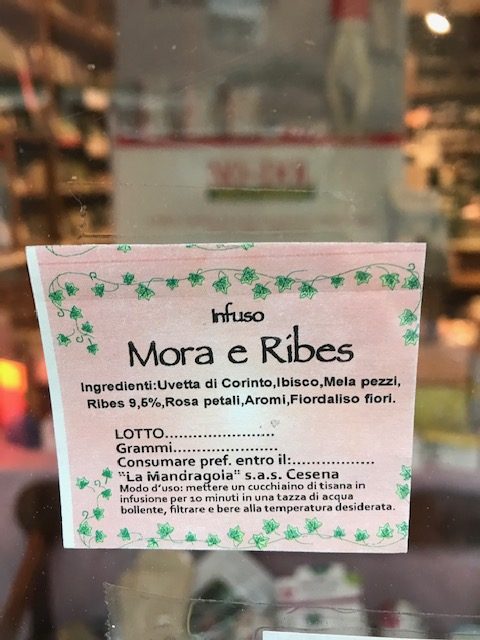 Infuso
Mora e Ribes
Ingredienti:Uvetta di Corinto,Ibisco,Mela pezzi,
Ribes 9,5%,Rosa petali,Aromi,Fiordaliso fiori.
LOTTO.......................
Grammi......................
Consumare pref. entro il:................
"La Mandragola" s.a.s. Cesena
Modo d'uso: mettere un cucchiaino di tisana in
infusione per 10 minuti in una tazza di acqua
bollente, filtrare e bere alla temperatura desiderata.